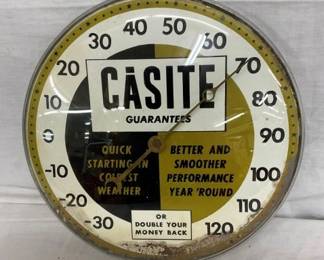 -30 -20 -10 0 10 20 30 40 50 60 70 80 90 100 110 120
CASITE
GUARANTEES
QUICK
STARTING IN
COLDEST
WEATHER
BETTER AND
SMOOTHER
PERFORMANCE
YEAR 'ROUND
OR
DOUBLE YOUR
MONEY BACK